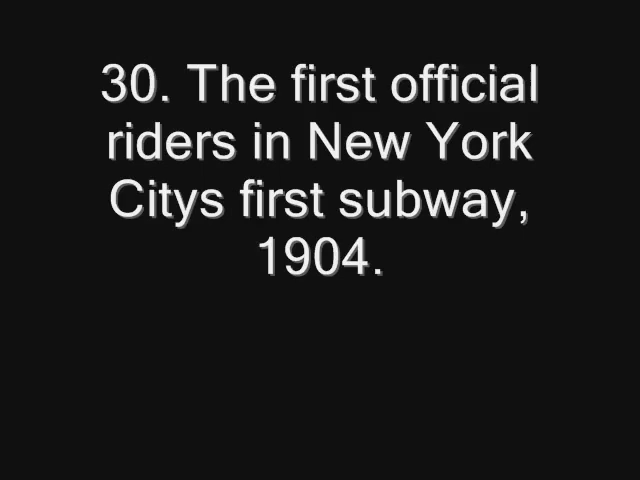 30. The first official
riders in New York
Citys first subway,
1904.